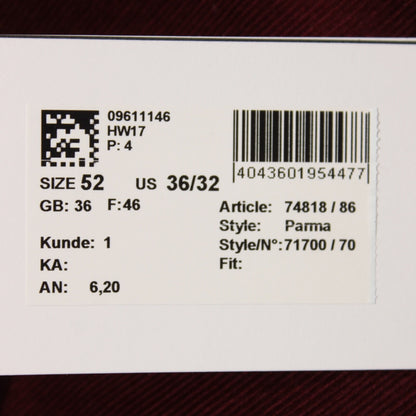 09611146
HW17
P: 4
4043601954477
SIZE 52 US 36/32
GB: 36 F:46
Article: 74818 / 86
Style: Parma
Kunde: 1
Style/N°: 71700 / 70
KA:
Fit:
AN: 6,20